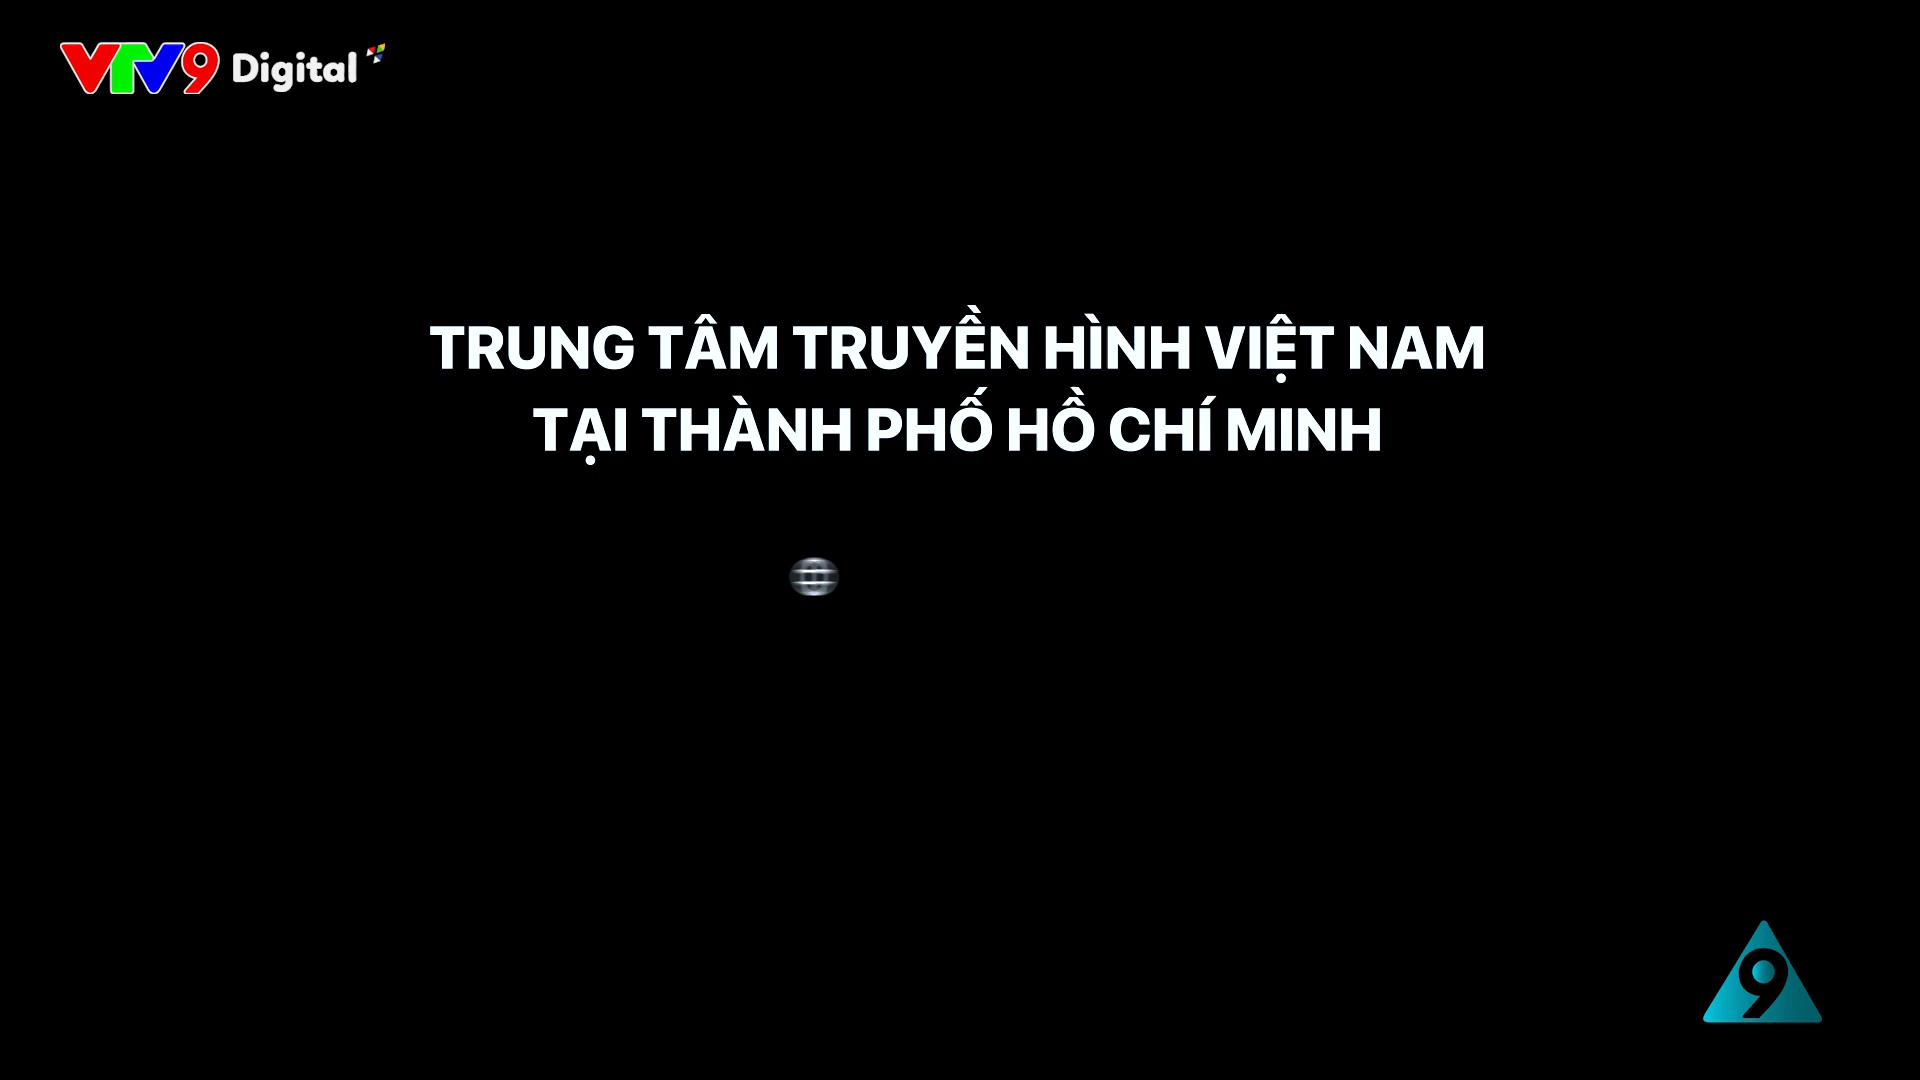 VTV9 Digital
TRUNG TÂM TRUYỀN HÌNH VIỆT NAM
TẠI THÀNH PHỐ HỒ CHÍ MINH
9